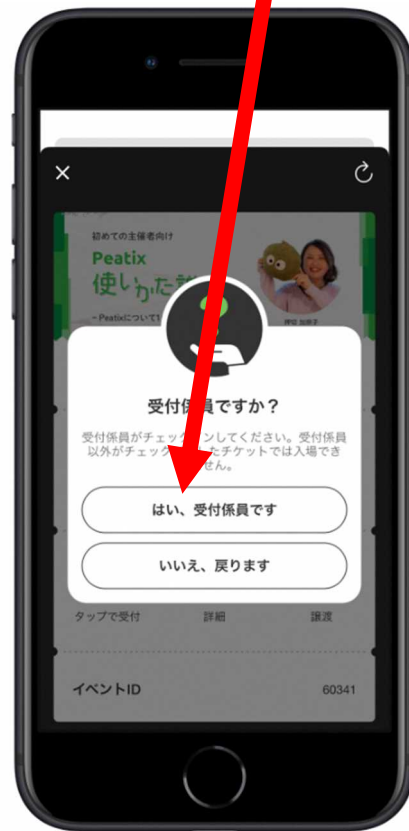 初めての主催者向け
Peatix
使いかた
~ Peatixについて
受付係員ですか？
受付係員がチェックインしてください。受付係員
以外がチェックしたチケットでは入場でき
せん。
はい、受付係員です
いいえ、戻ります
タップで受付 詳細 譲渡
イベントID 60341